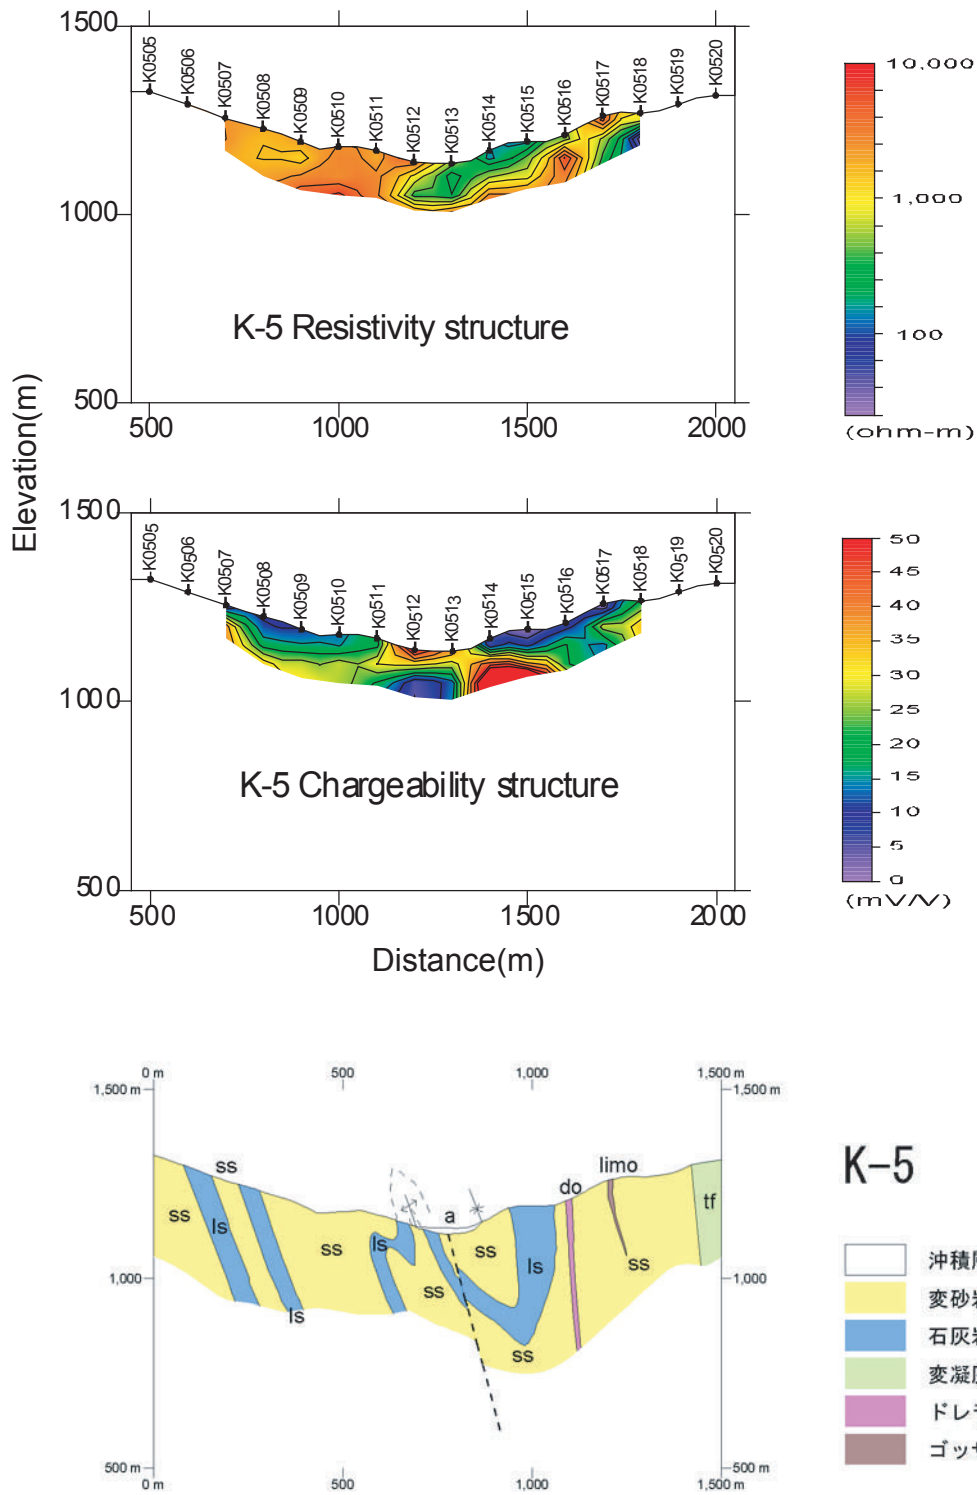 1500
K0505
K0506
K0507
K0508
K0509
K0510
K0511
K0512
K0513
K0514
K0515
K0516
K0517
K0518
K0519
K0520
1000
K-5 Resistivity structure
500
500 1000 1500 2000
10,000
1,000
100
(ohm-m)
Elevation(m)
1500
K0505
K0506
K0507
K0508
K0509
K0510
K0511
K0512
K0513
K0514
K0515
K0516
K0517
K0518
K0519
K0520
1000
K-5 Chargeability structure
500
500 1000 1500 2000
Distance(m)
50
45
40
35
30
25
20
15
10
5
0
(mV/V)
0 m 500 1,000 1,500 m
1,500 m 1,500 m
ss
limo
do
a
ss ls ss ls ss ss ls ss tf
1,000 1,000
ls
ss
500 m 500 m
0 m 500 1,000 1,500 m
K-5
沖積
変砂岩
石灰岩
変凝
ドレ
ゴッ